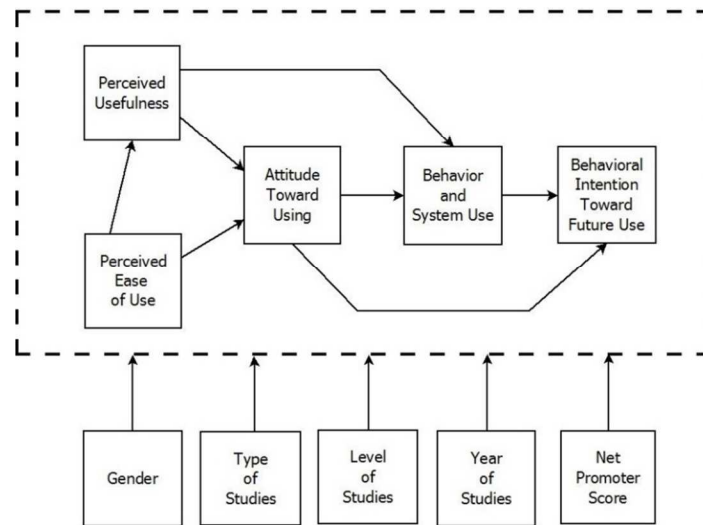 Perceived
Usefulness
Attitude
Toward
Using
Behavior
and
System Use
Behavioral
Intention
Toward
Future Use
Perceived
Ease
of Use
Gender
Type
of
Studies
Level
of
Studies
Year
of
Studies
Net
Promoter
Score